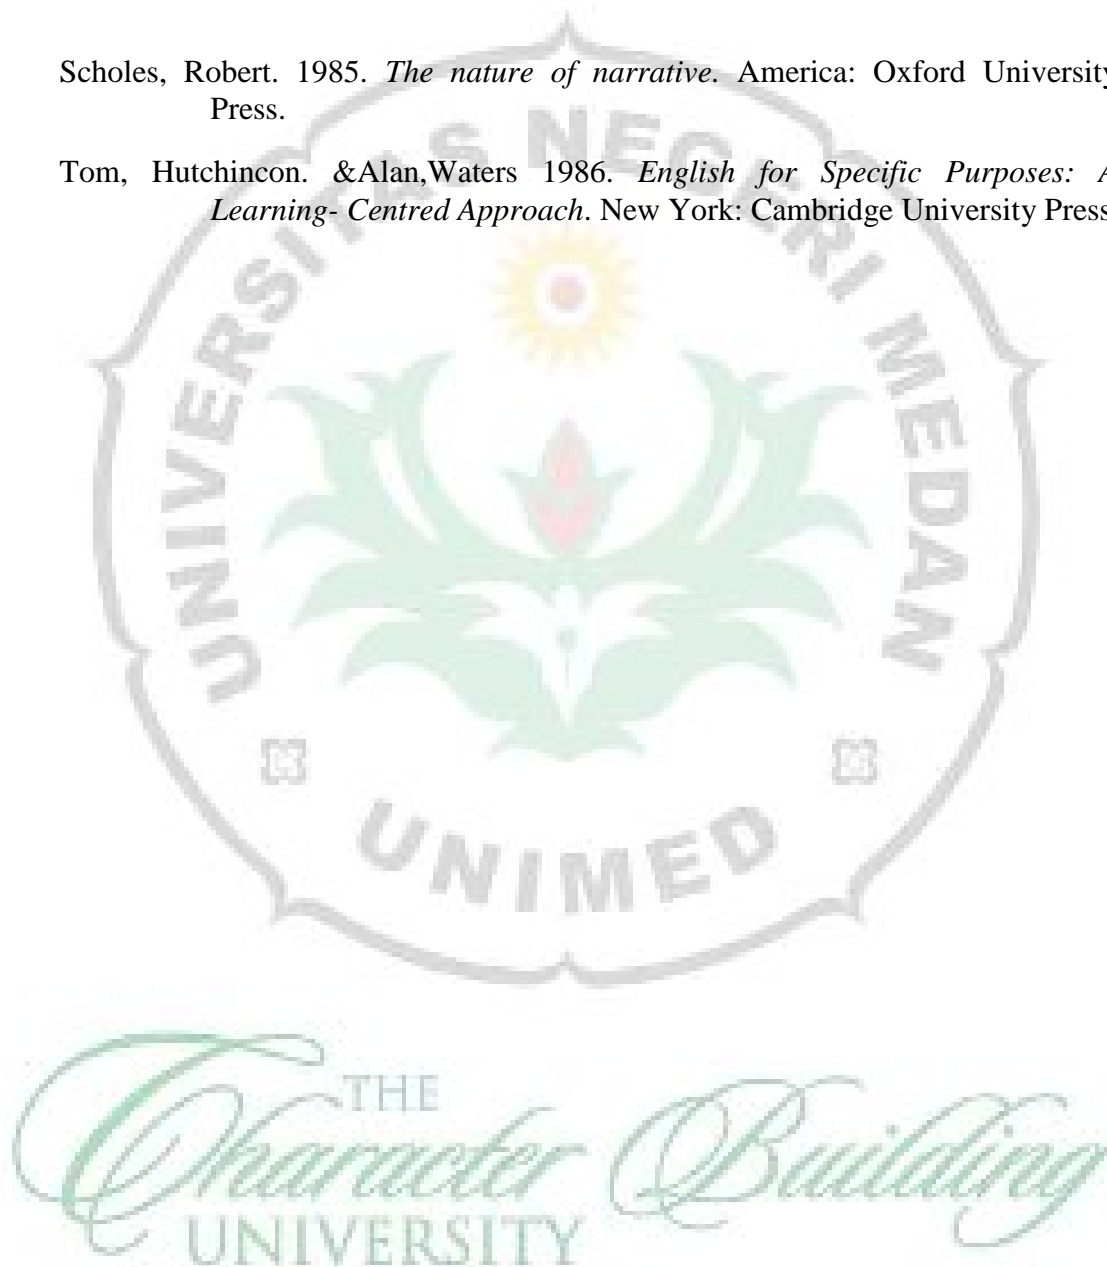 Scholes, Robert. 1985. The nature of narrative. America: Oxford University
Press.
Tom, Hutchincon. &Alan,Waters 1986. English for Specific Purposes: A
Learning- Centred Approach. New York: Cambridge University Press
UNIVERSITAS NEGERI MEDAN
UNIMED
THE
Character Building
UNIVERSITY